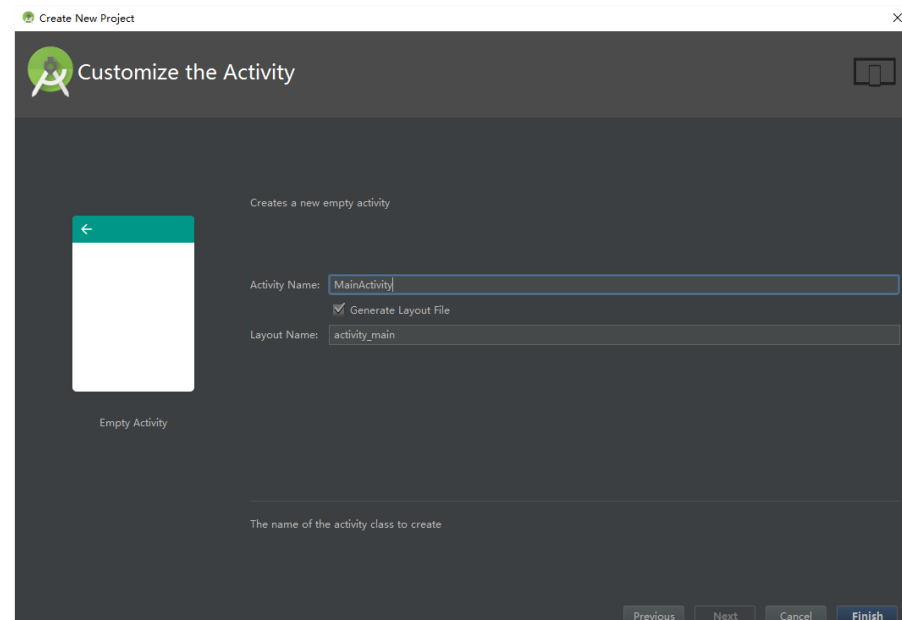 Create New Project
Customize the Activity
Creates a new empty activity
Activity Name: MainActivity
Generate Layout File
Layout Name: activity_main
Empty Activity
The name of the activity class to create
Previous Next Cancel Finish